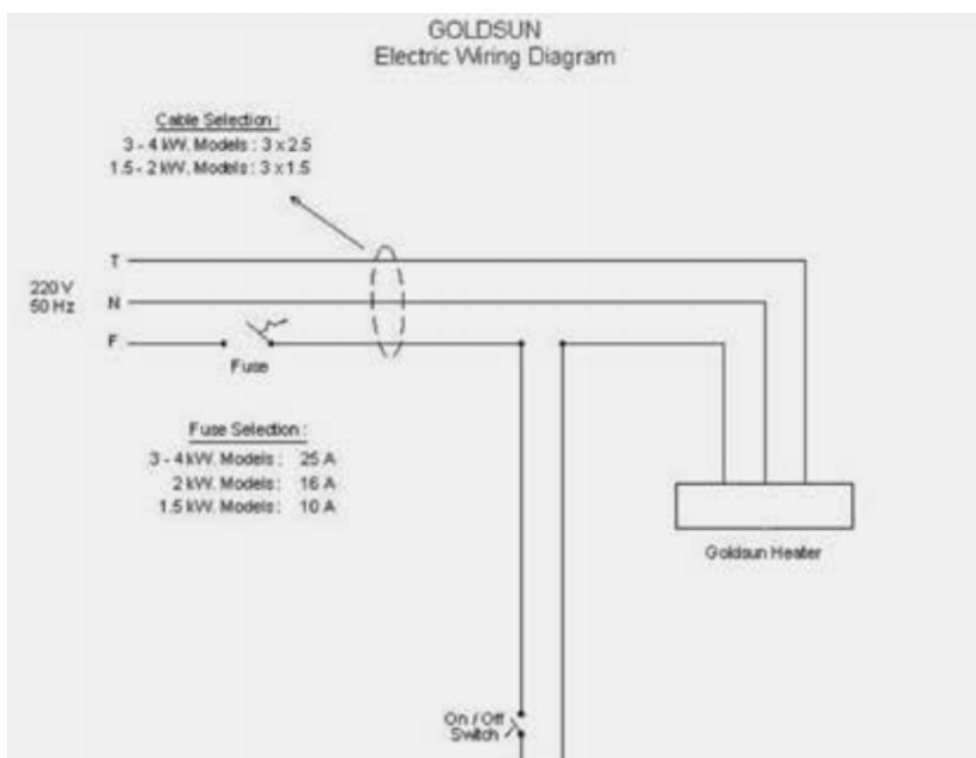 GOLDSUN
Electric Wiring Diagram
Cable Selection :
3 - 4 kW. Models : 3 x 2.5
1.5 - 2 kW. Models : 3 x 1.5
T
220 V
50 Hz
N
F
Fuse
Fuse Selection :
3 - 4 kW. Models : 25 A
2 kW. Models : 16 A
1.5 kW. Models : 10 A
Goldsun Heater
On / Off
Switch